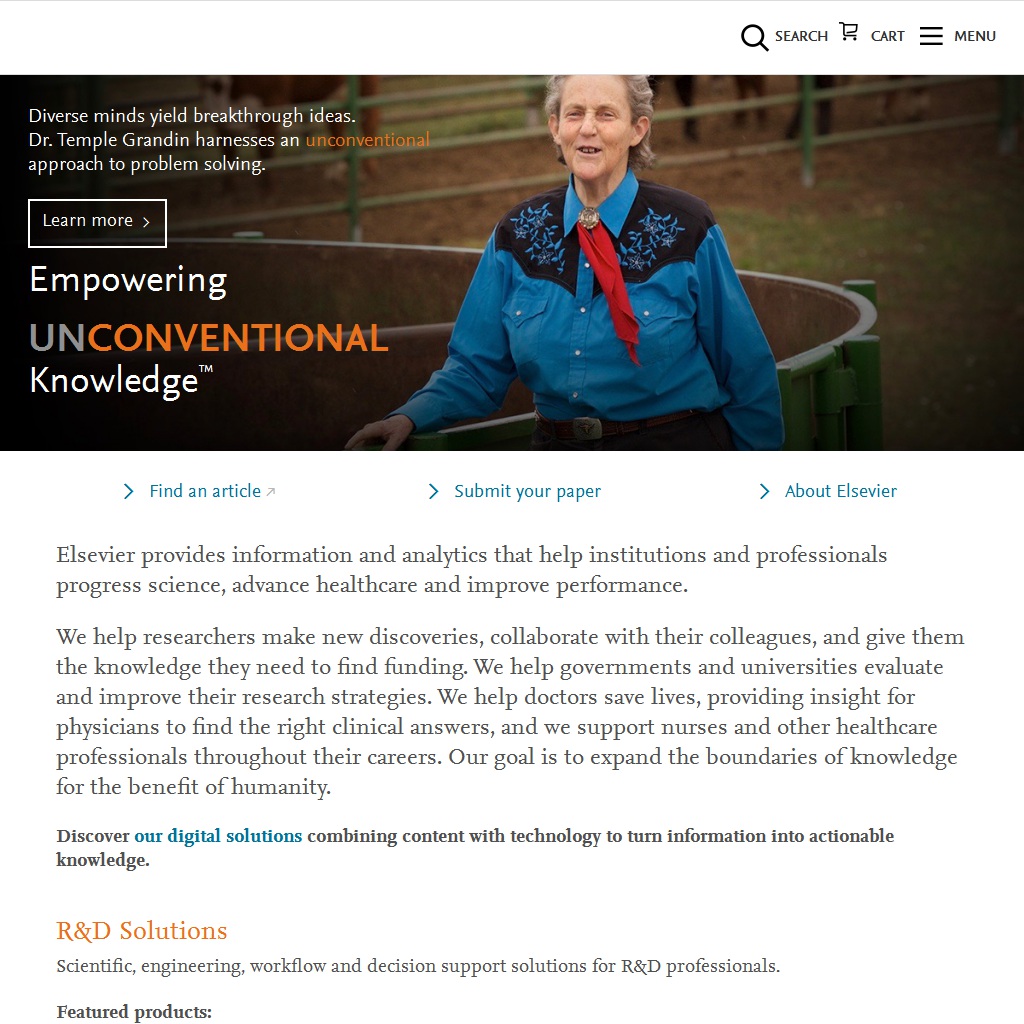 SEARCH CART MENU
Diverse minds yield breakthrough ideas.
Dr. Temple Grandin harnesses an unconventional
approach to problem solving.
Learn more
Empowering
UNCONVENTIONAL
Knowledge™
Find an article Submit your paper About Elsevier
Elsevier provides information and analytics that help institutions and professionals
progress science, advance healthcare and improve performance.
We help researchers make new discoveries, collaborate with their colleagues, and give them
the knowledge they need to find funding. We help governments and universities evaluate
and improve their research strategies. We help doctors save lives, providing insight for
physicians to find the right clinical answers, and we support nurses and other healthcare
professionals throughout their careers. Our goal is to expand the boundaries of knowledge
for the benefit of humanity.
Discover our digital solutions combining content with technology to turn information into actionable
knowledge.
R&D Solutions
Scientific, engineering, workflow and decision support solutions for R&D professionals.
Featured products: